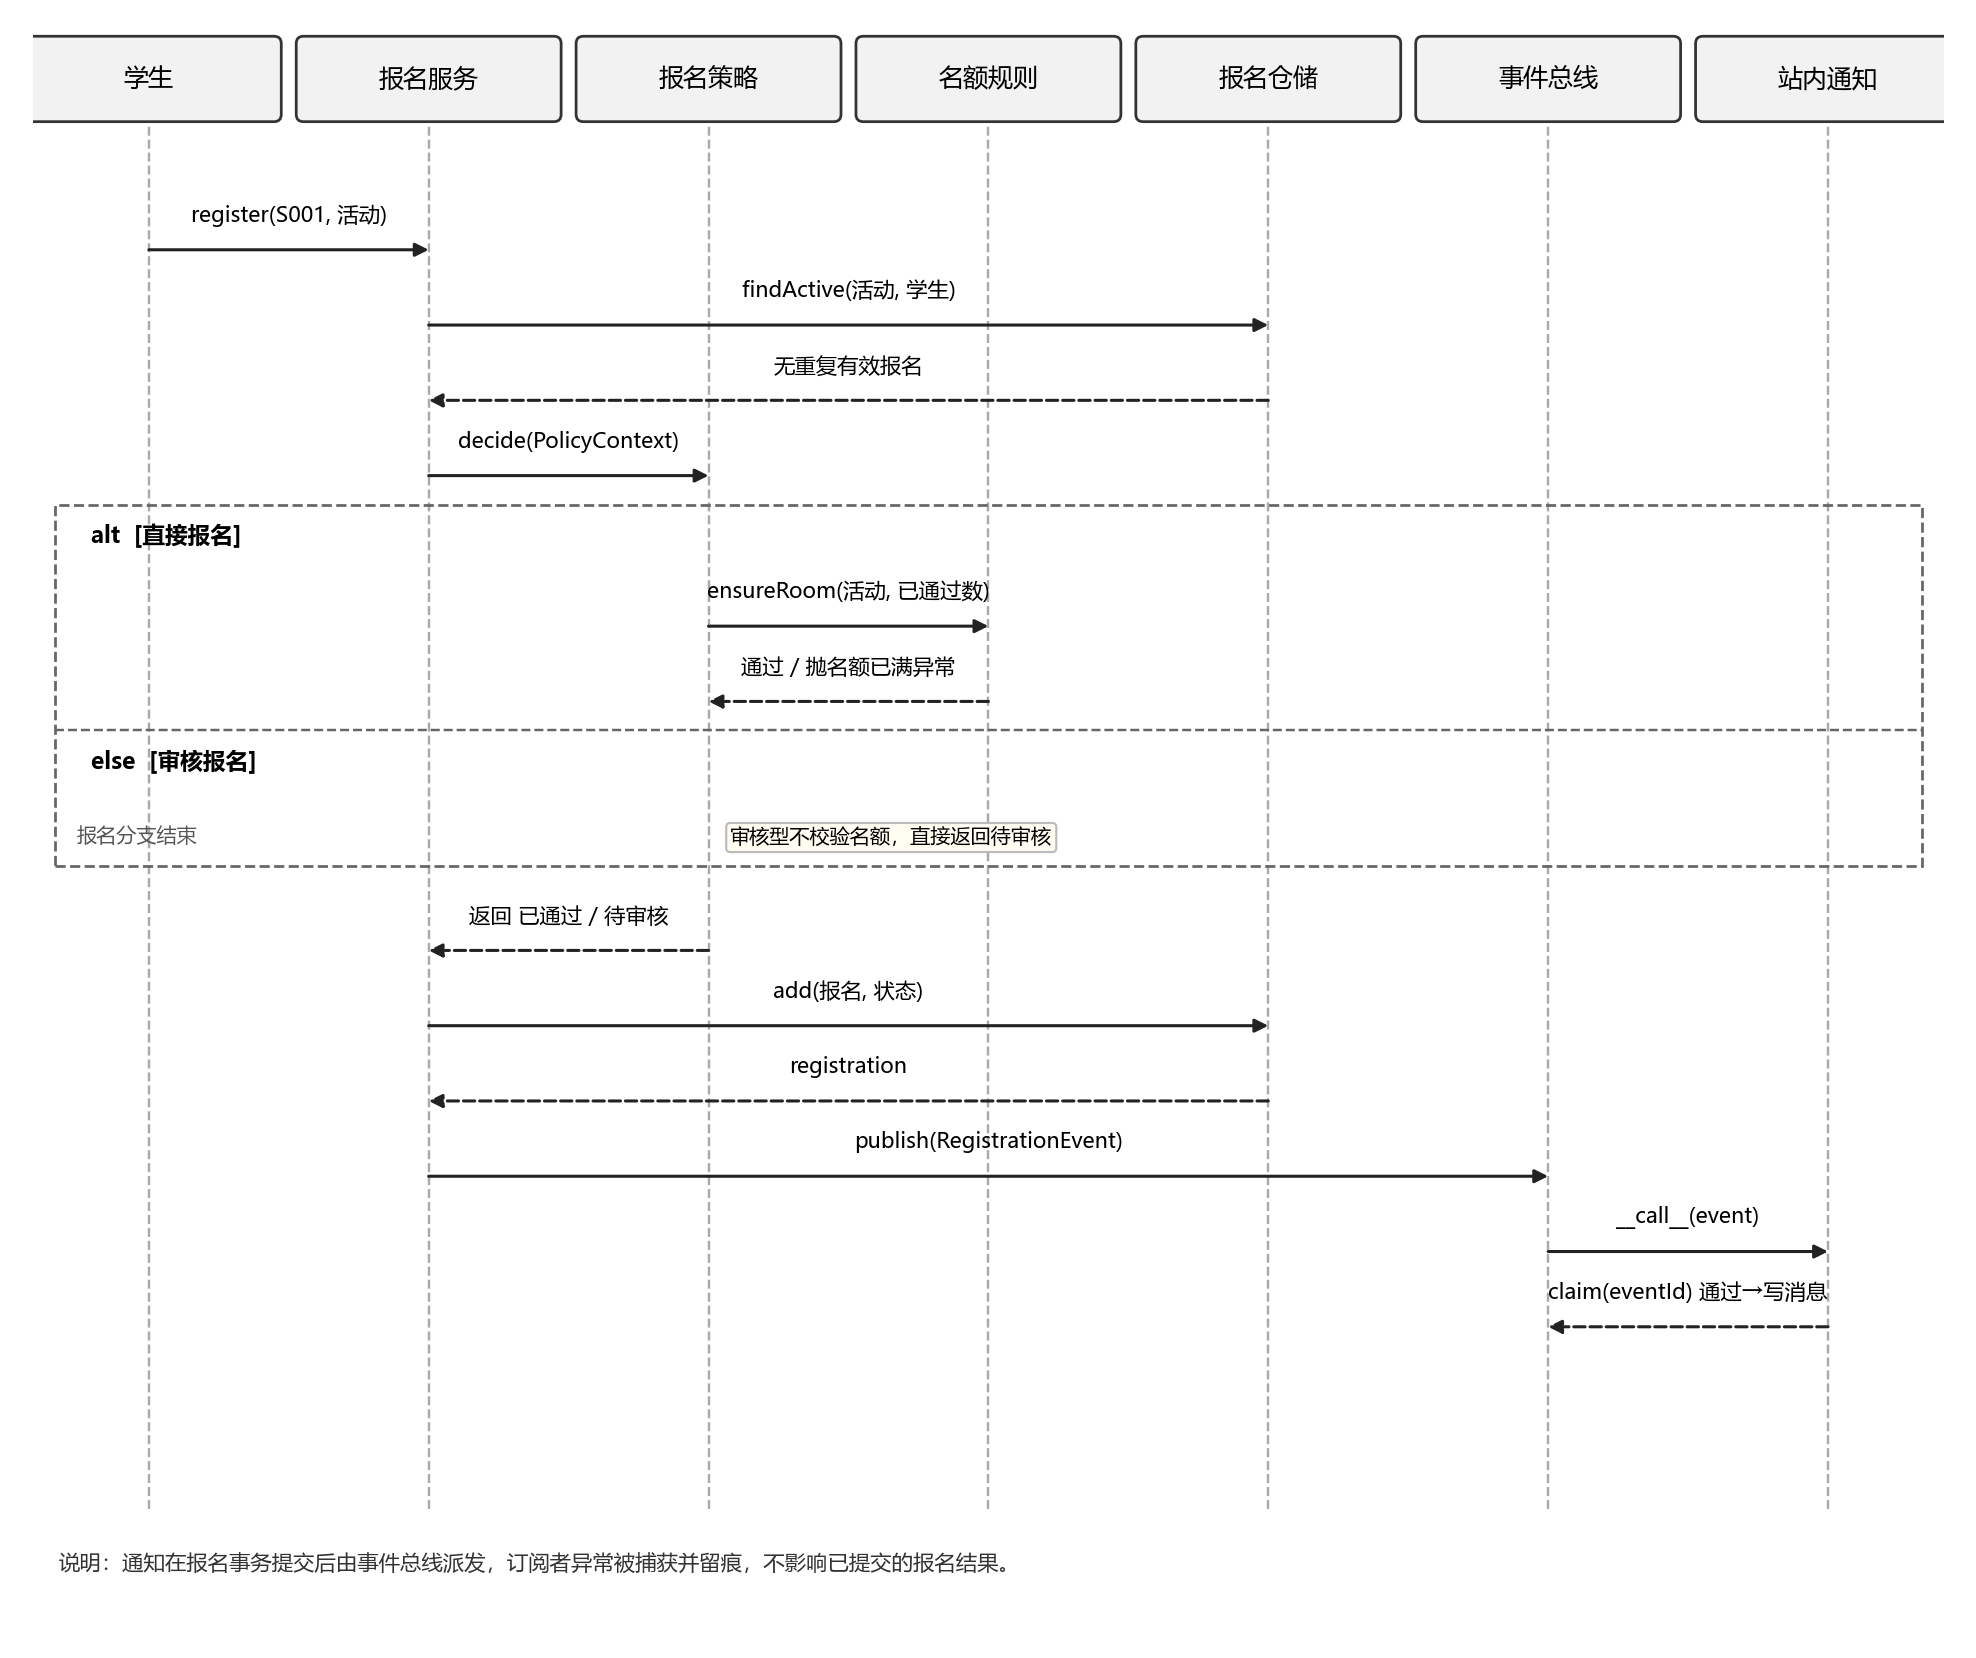 学生
报名服务
报名策略
名额规则
报名仓储
事件总线
站内通知
register(S001, 活动)
findActive(活动, 学生)
无重复有效报名
decide(PolicyContext)
alt [直接报名]
ensureRoom(活动, 已通过数)
通过 / 抛名额已满异常
else [审核报名]
报名分支结束
审核型不校验名额，直接返回待审核
返回 已通过 / 待审核
add(报名, 状态)
registration
publish(RegistrationEvent)
__call__(event)
claim(eventId) 通过→写消息
说明：通知在报名事务提交后由事件总线派发，订阅者异常被捕获并留痕，不影响已提交的报名结果。